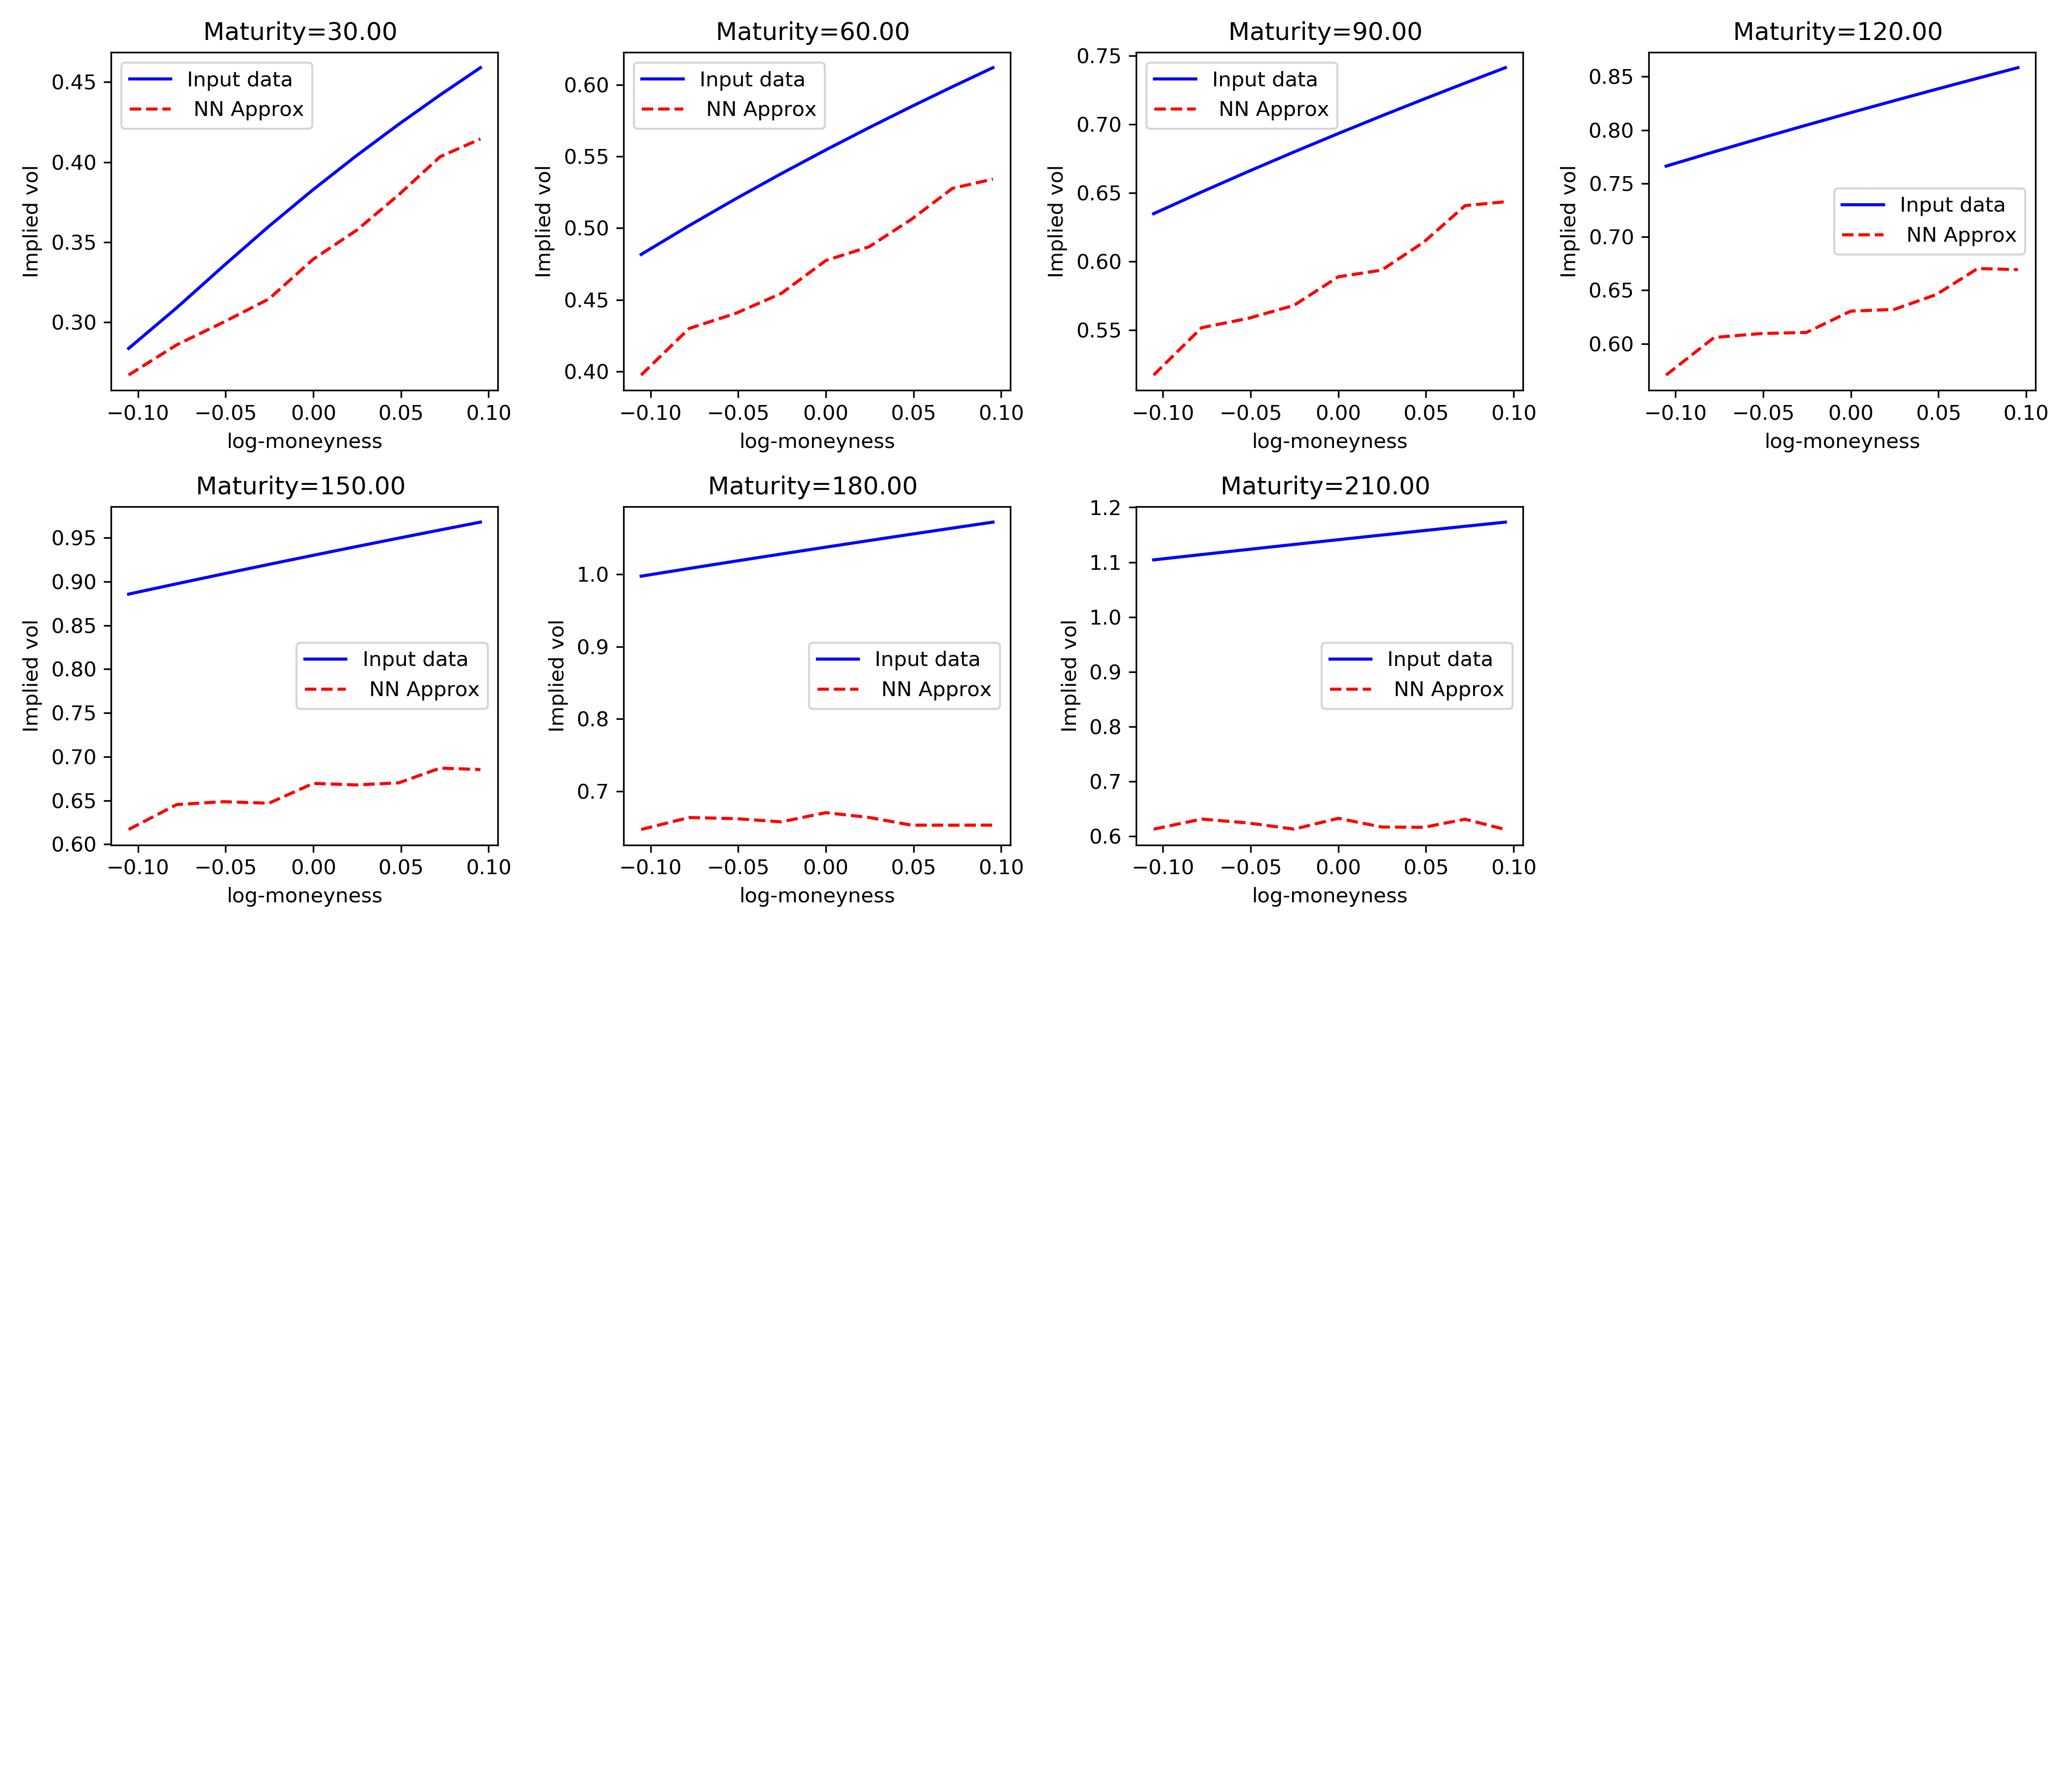 Maturity=30.00
Implied vol
0.45
0.40
0.35
0.30
Input data
NN Approx
−0.10 −0.05 0.00 0.05 0.10
log-moneyness
Maturity=60.00
Implied vol
0.60
0.55
0.50
0.45
0.40
Input data
NN Approx
−0.10 −0.05 0.00 0.05 0.10
log-moneyness
Maturity=90.00
Implied vol
0.75
0.70
0.65
0.60
0.55
Input data
NN Approx
−0.10 −0.05 0.00 0.05 0.10
log-moneyness
Maturity=120.00
Implied vol
0.85
0.80
0.75
0.70
0.65
0.60
Input data
NN Approx
−0.10 −0.05 0.00 0.05 0.10
log-moneyness
Maturity=150.00
Implied vol
0.95
0.90
0.85
0.80
0.75
0.70
0.65
0.60
Input data
NN Approx
−0.10 −0.05 0.00 0.05 0.10
log-moneyness
Maturity=180.00
Implied vol
1.0
0.9
0.8
0.7
Input data
NN Approx
−0.10 −0.05 0.00 0.05 0.10
log-moneyness
Maturity=210.00
Implied vol
1.2
1.1
1.0
0.9
0.8
0.7
0.6
Input data
NN Approx
−0.10 −0.05 0.00 0.05 0.10
log-moneyness